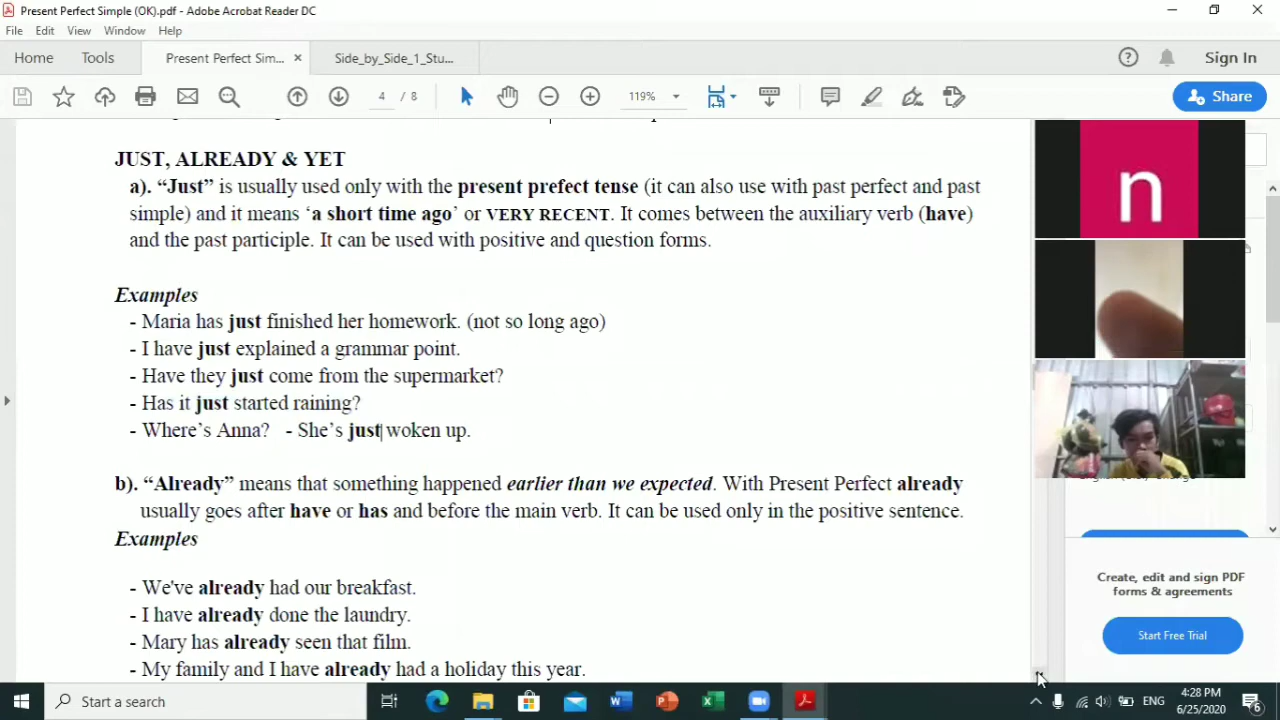 Present Perfect Simple (OK).pdf - Adobe Acrobat Reader DC
File Edit View Window Help
Home Tools Present Perfect Sim... × Side_by_Side_1_Stu... Sign In
4 / 8 119% Share
JUST, ALREADY & YET
a). “Just” is usually used only with the present prefect tense (it can also use with past perfect and past
simple) and it means ‘a short time ago’ or VERY RECENT. It comes between the auxiliary verb (have)
and the past participle. It can be used with positive and question forms.
Examples
- Maria has just finished her homework. (not so long ago)
- I have just explained a grammar point.
- Have they just come from the supermarket?
- Has it just started raining?
- Where’s Anna? - She’s just woken up.
b). “Already” means that something happened earlier than we expected. With Present Perfect already
usually goes after have or has and before the main verb. It can be used only in the positive sentence.
Examples
- We've already had our breakfast.
- I have already done the laundry.
- Mary has already seen that film.
- My family and I have already had a holiday this year.
n
Create, edit and sign PDF
forms & agreements
Start Free Trial
Start a search
ENG
4:28 PM
6/25/2020
6